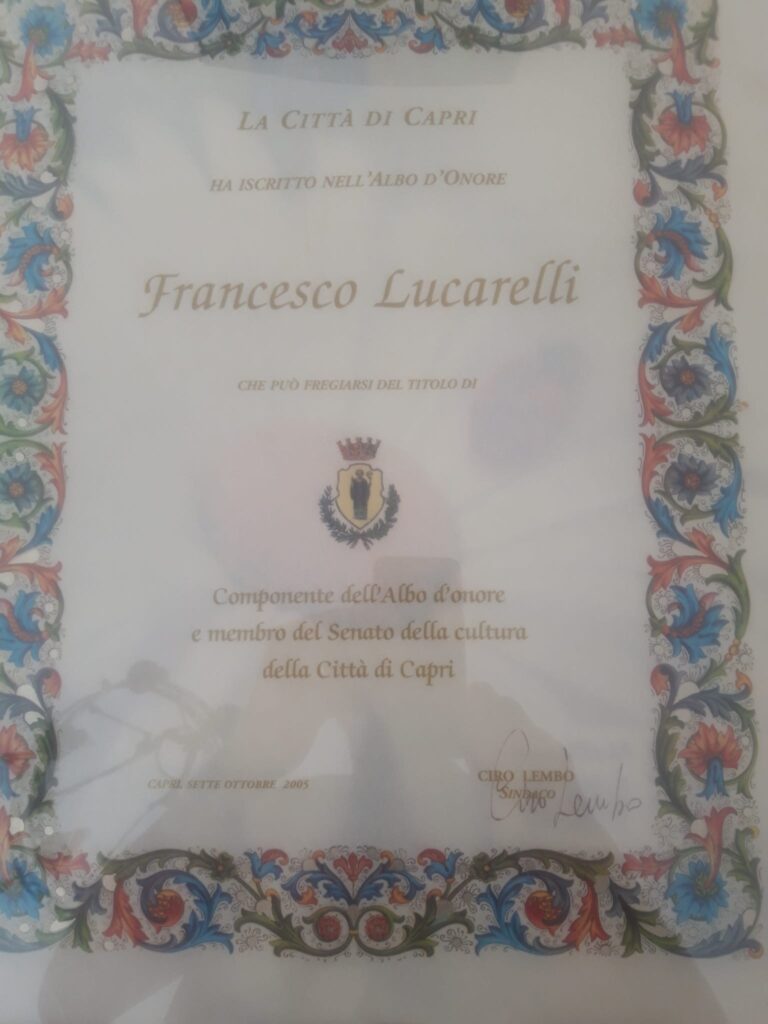 LA CITTÀ DI CAPRI
HA ISCRITTO NELL'ALBO D'ONORE
Francesco Lucarelli
CHE PUÒ FREGIARSI DEL TITOLO DI
Componente dell'Albo d'onore
e membro del Senato della cultura
della Città di Capri
CAPRI, SETTE OTTOBRE 2005
CIRO LEMBO
SINDACO
Ciro Lembo